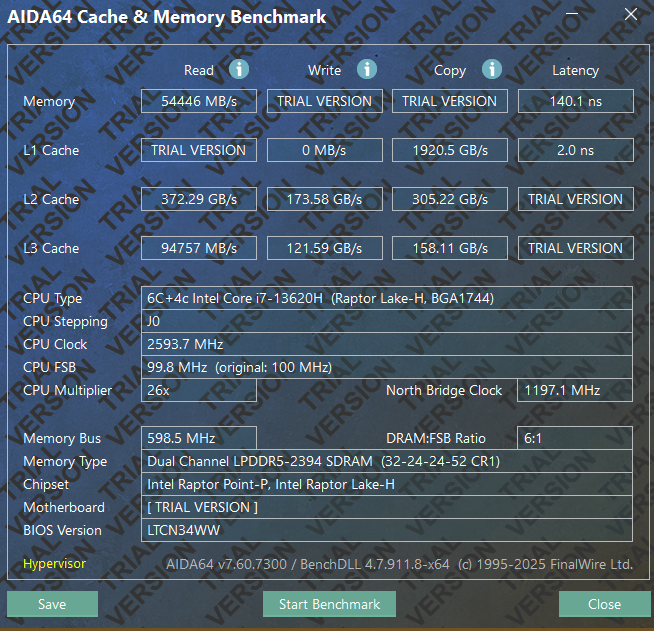 AIDA64 Cache & Memory Benchmark
Read Write Copy Latency
Memory 54446 MB/s TRIAL VERSION TRIAL VERSION 140.1 ns
L1 Cache TRIAL VERSION 0 MB/s 1920.5 GB/s 2.0 ns
L2 Cache 372.29 GB/s 173.58 GB/s 305.22 GB/s TRIAL VERSION
L3 Cache 94757 MB/s 121.59 GB/s 158.11 GB/s TRIAL VERSION
CPU Type 6C+4c Intel Core i7-13620H (Raptor Lake-H, BGA1744)
CPU Stepping J0
CPU Clock 2593.7 MHz
CPU FSB 99.8 MHz (original: 100 MHz)
CPU Multiplier 26x North Bridge Clock 1197.1 MHz
Memory Bus 598.5 MHz DRAM:FSB Ratio 6:1
Memory Type Dual Channel LPDDR5-2394 SDRAM (32-24-24-52 CR1)
Chipset Intel Raptor Point-P, Intel Raptor Lake-H
Motherboard [ TRIAL VERSION ]
BIOS Version LTCN34WW
Hypervisor AIDA64 v7.60.7300 / BenchDLL 4.7.911.8-x64 (c) 1995-2025 FinalWire Ltd.
Save Start Benchmark Close
TRIAL VERSION